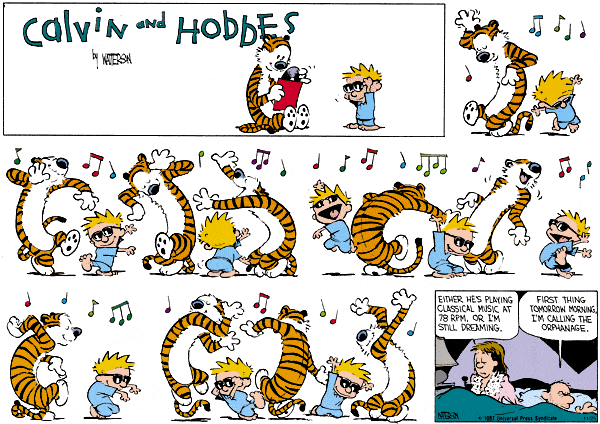 Calvin and Hobbes
by Watterson
EITHER HE'S PLAYING
CLASSICAL MUSIC AT
78 RPM, OR I'M
STILL DREAMING.
FIRST THING
TOMORROW MORNING,
I'M CALLING THE
ORPHANAGE.
WATTERSON
© 1987 Universal Press Syndicate